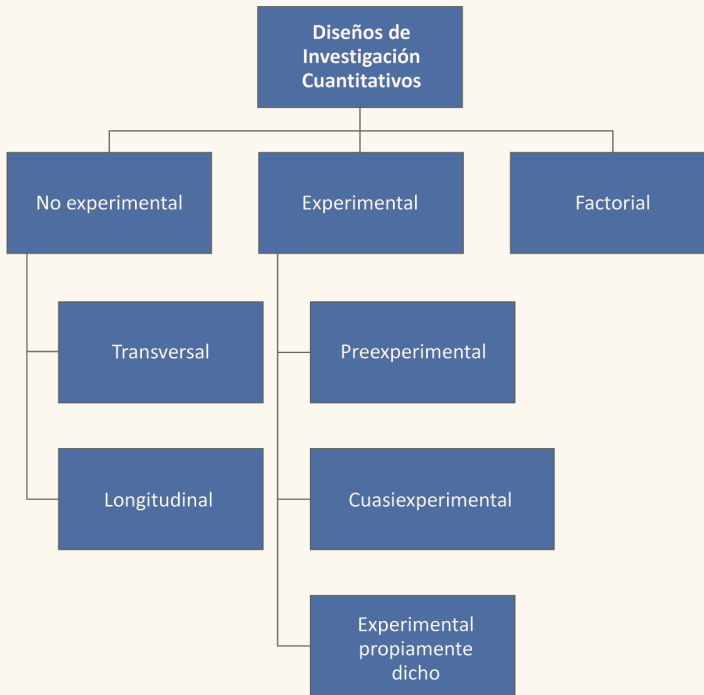 Diseños de
Investigación
Cuantitativos
No experimental
Experimental
Factorial
Transversal
Preexperimental
Longitudinal
Cuasiexperimental
Experimental
propiamente
dicho